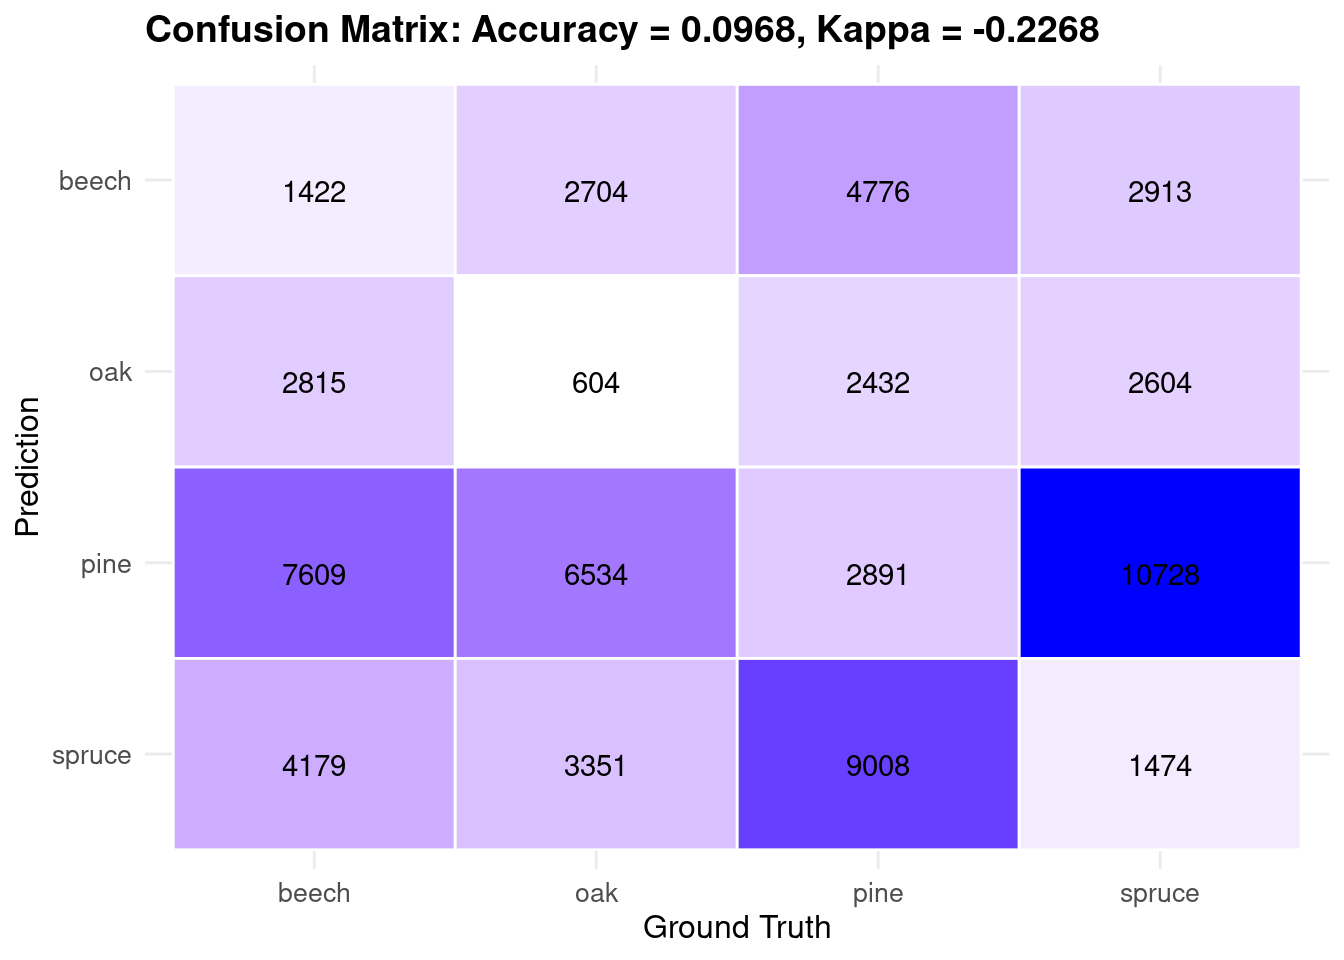 Confusion Matrix: Accuracy = 0.0968, Kappa = -0.2268
beech 1422 2704 4776 2913
oak 2815 604 2432 2604
Prediction
pine 7609 6534 2891 10728
spruce 4179 3351 9008 1474
beech oak pine spruce
Ground Truth